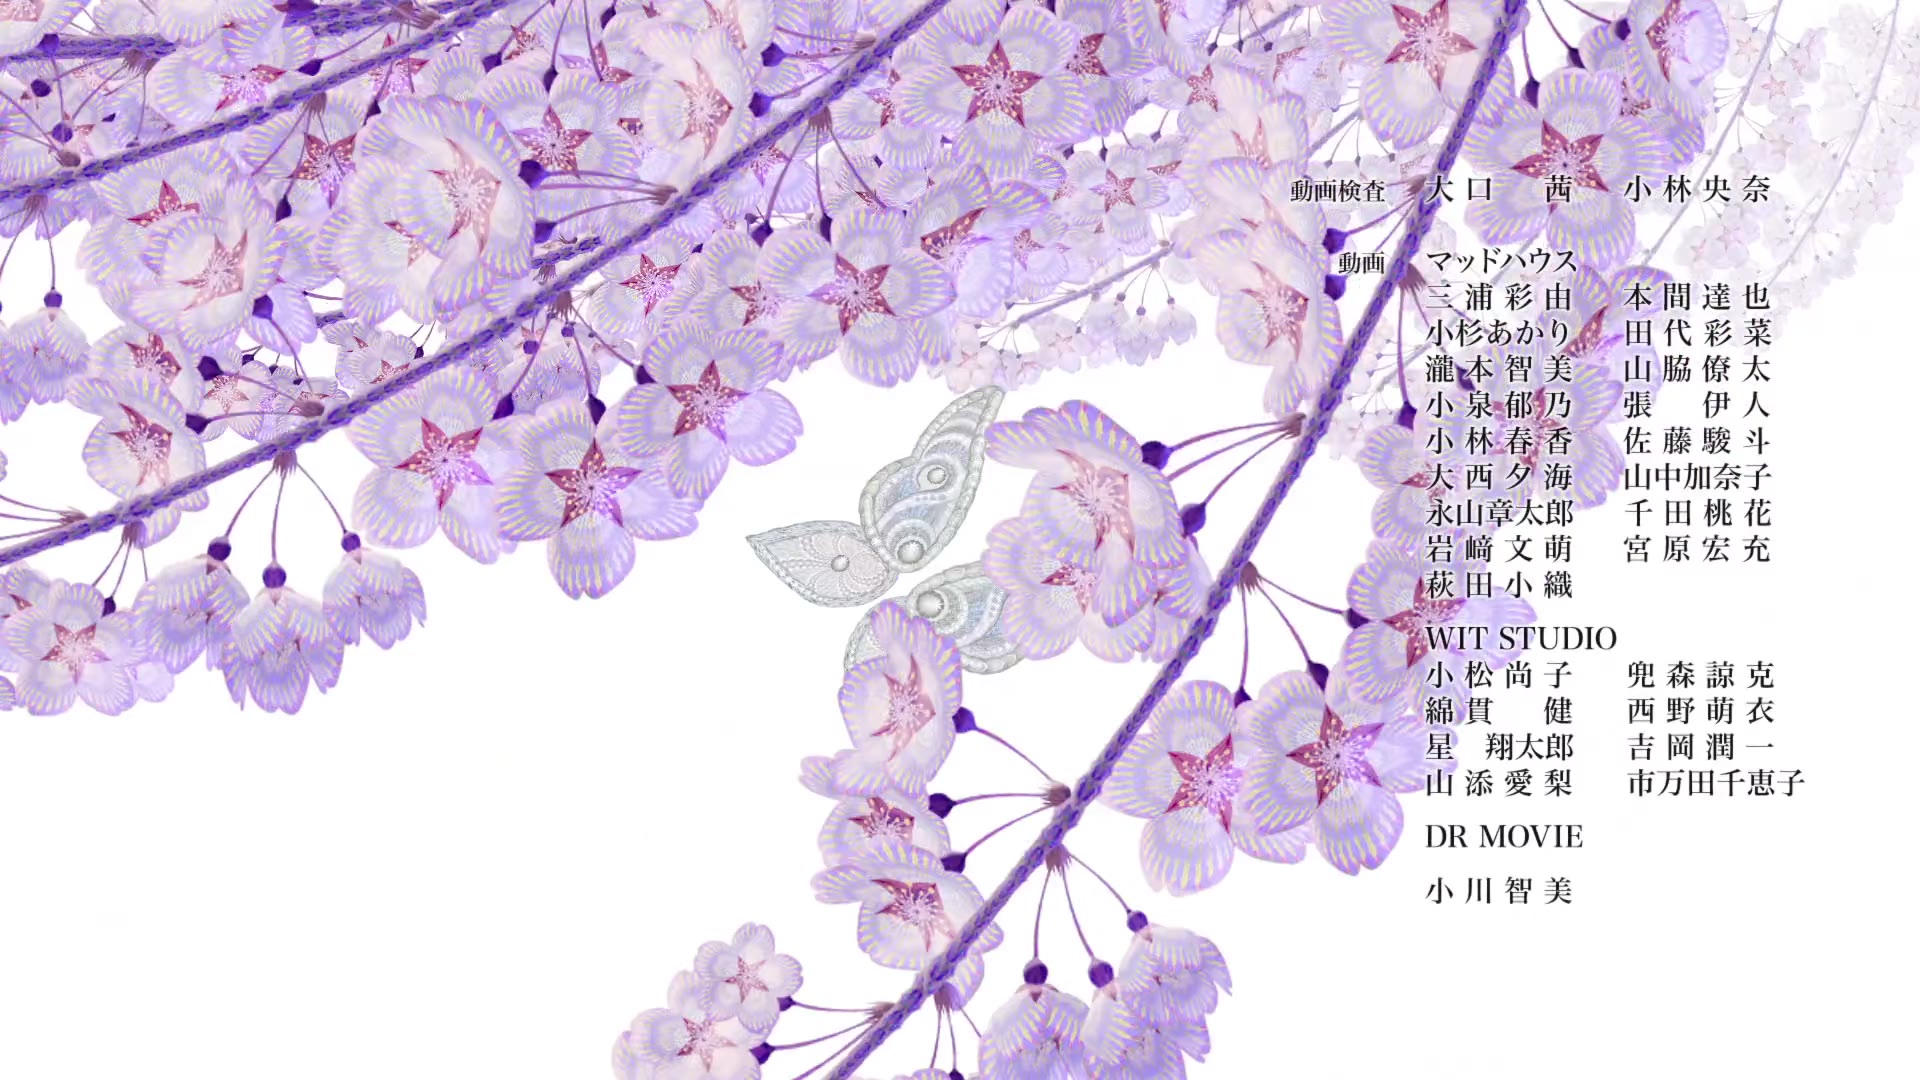 動画検査 大口 茜 小林央奈
動画 マッドハウス
三浦彩由 本間達也
小杉あかり 田代彩菜
瀧本智美 山脇僚太
小泉郁乃 張 伊人
小林春香 佐藤駿斗
大西夕海 山中加奈子
永山章太郎 千田桃花
岩﨑文萌 宮原宏充
萩田小織
WIT STUDIO
小松尚子 兜森諒克
綿貫 健 西野萌衣
星 翔太郎 吉岡潤一
山添愛梨 市万田千恵子
DR MOVIE
小川智美